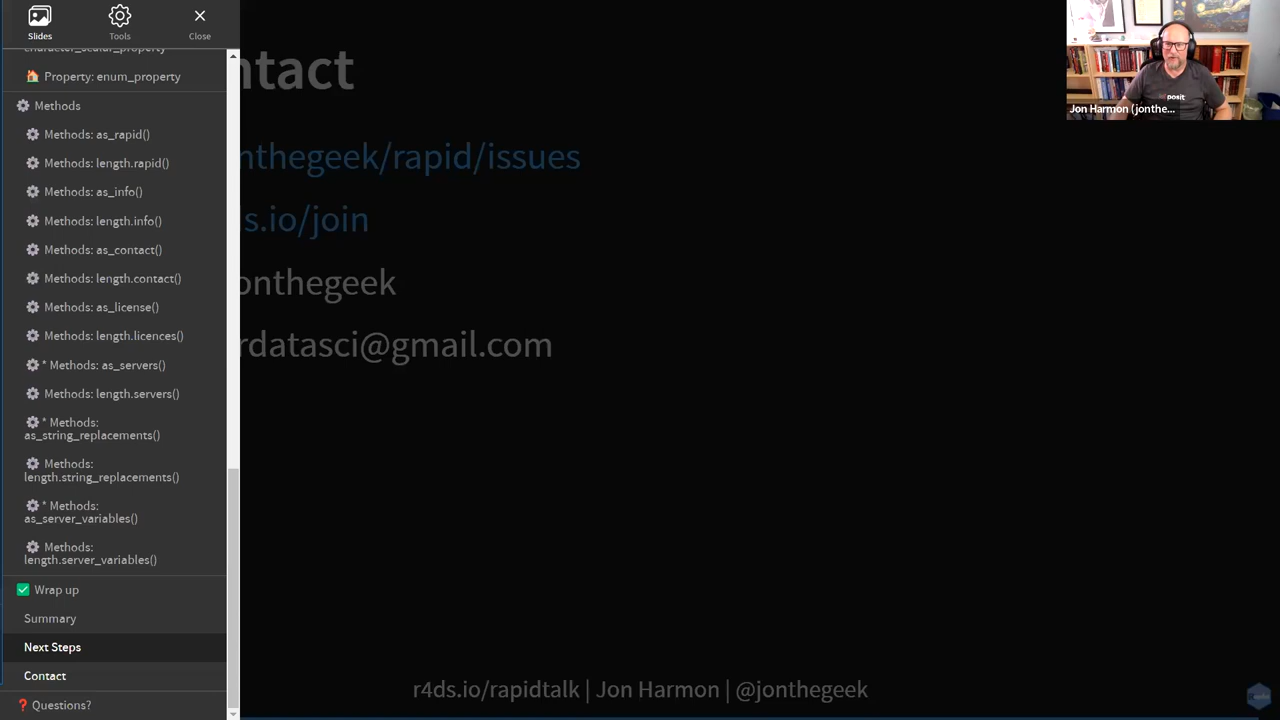 Slides
Tools
Close
character_scalar_property
Property: enum_property
Methods
Methods: as_rapid()
Methods: length.rapid()
Methods: as_info()
Methods: length.info()
Methods: as_contact()
Methods: length.contact()
Methods: as_license()
Methods: length.licences()
* Methods: as_servers()
Methods: length.servers()
* Methods:
as_string_replacements()
Methods:
length.string_replacements()
* Methods:
as_server_variables()
Methods:
length.server_variables()
Wrap up
Summary
Next Steps
Contact
Questions?
ntact
nthegeek/rapid/issues
ds.io/join
onthegeek
rdatasci@gmail.com
r4ds.io/rapidtalk | Jon Harmon | @jonthegeek
posit
Jon Harmon (jonthe...